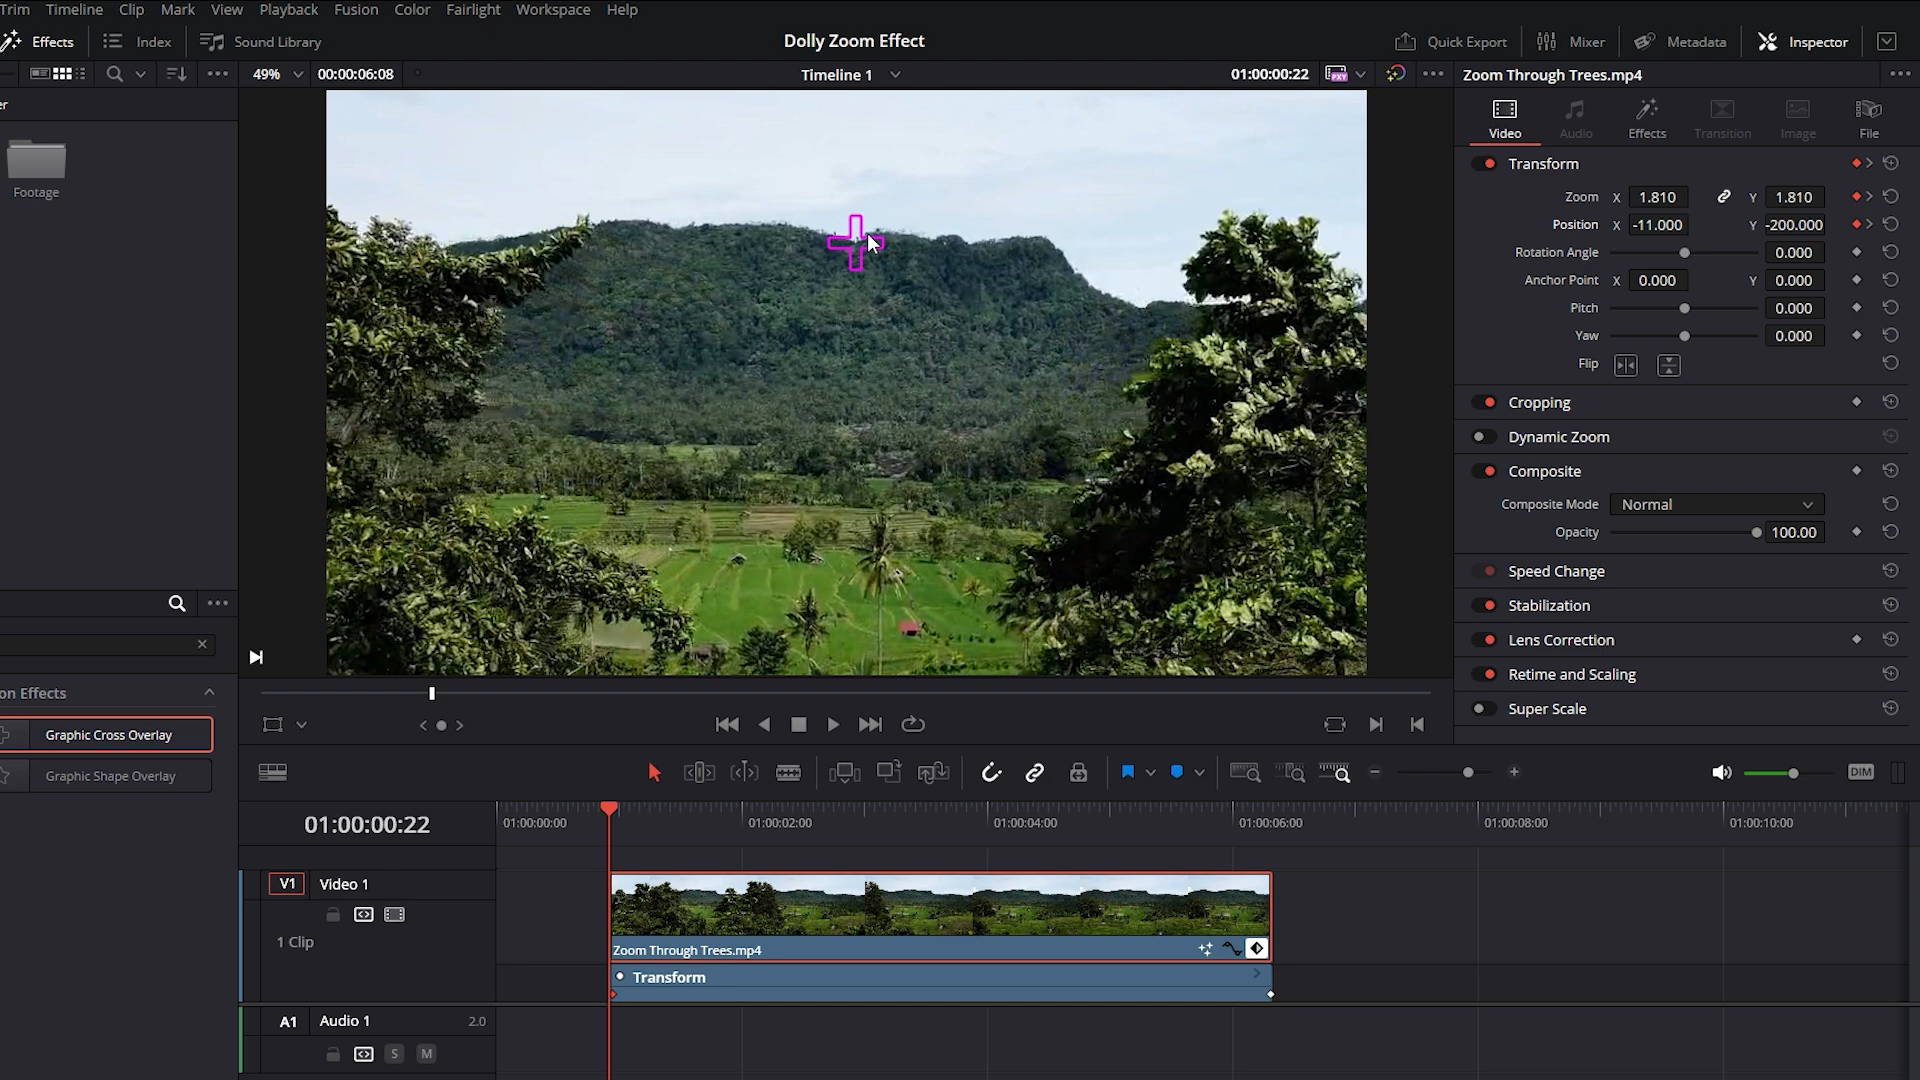 Trim Timeline Clip Mark View Playback Fusion Color Fairlight Workspace Help
Effects Index Sound Library Dolly Zoom Effect Quick Export Mixer Metadata Inspector
49% 00:00:06:08 Timeline 1 01:00:00:22 PXY Zoom Through Trees.mp4
er
Video Audio Effects Transition Image File
Footage
Transform
Zoom X 1.810 Y 1.810
Position X -11.000 Y -200.000
Rotation Angle 0.000
Anchor Point X 0.000 Y 0.000
Pitch 0.000
Yaw 0.000
Flip
Cropping
Dynamic Zoom
Composite
Composite Mode Normal
Opacity 100.00
Speed Change
Stabilization
Lens Correction
Retime and Scaling
Super Scale
on Effects
Graphic Cross Overlay
Graphic Shape Overlay
DIM
01:00:00:22 01:00:00:00 01:00:02:00 01:00:04:00 01:00:06:00 01:00:08:00 01:00:10:00
V1 Video 1
1 Clip
Zoom Through Trees.mp4
Transform
A1 Audio 1 2.0
S M